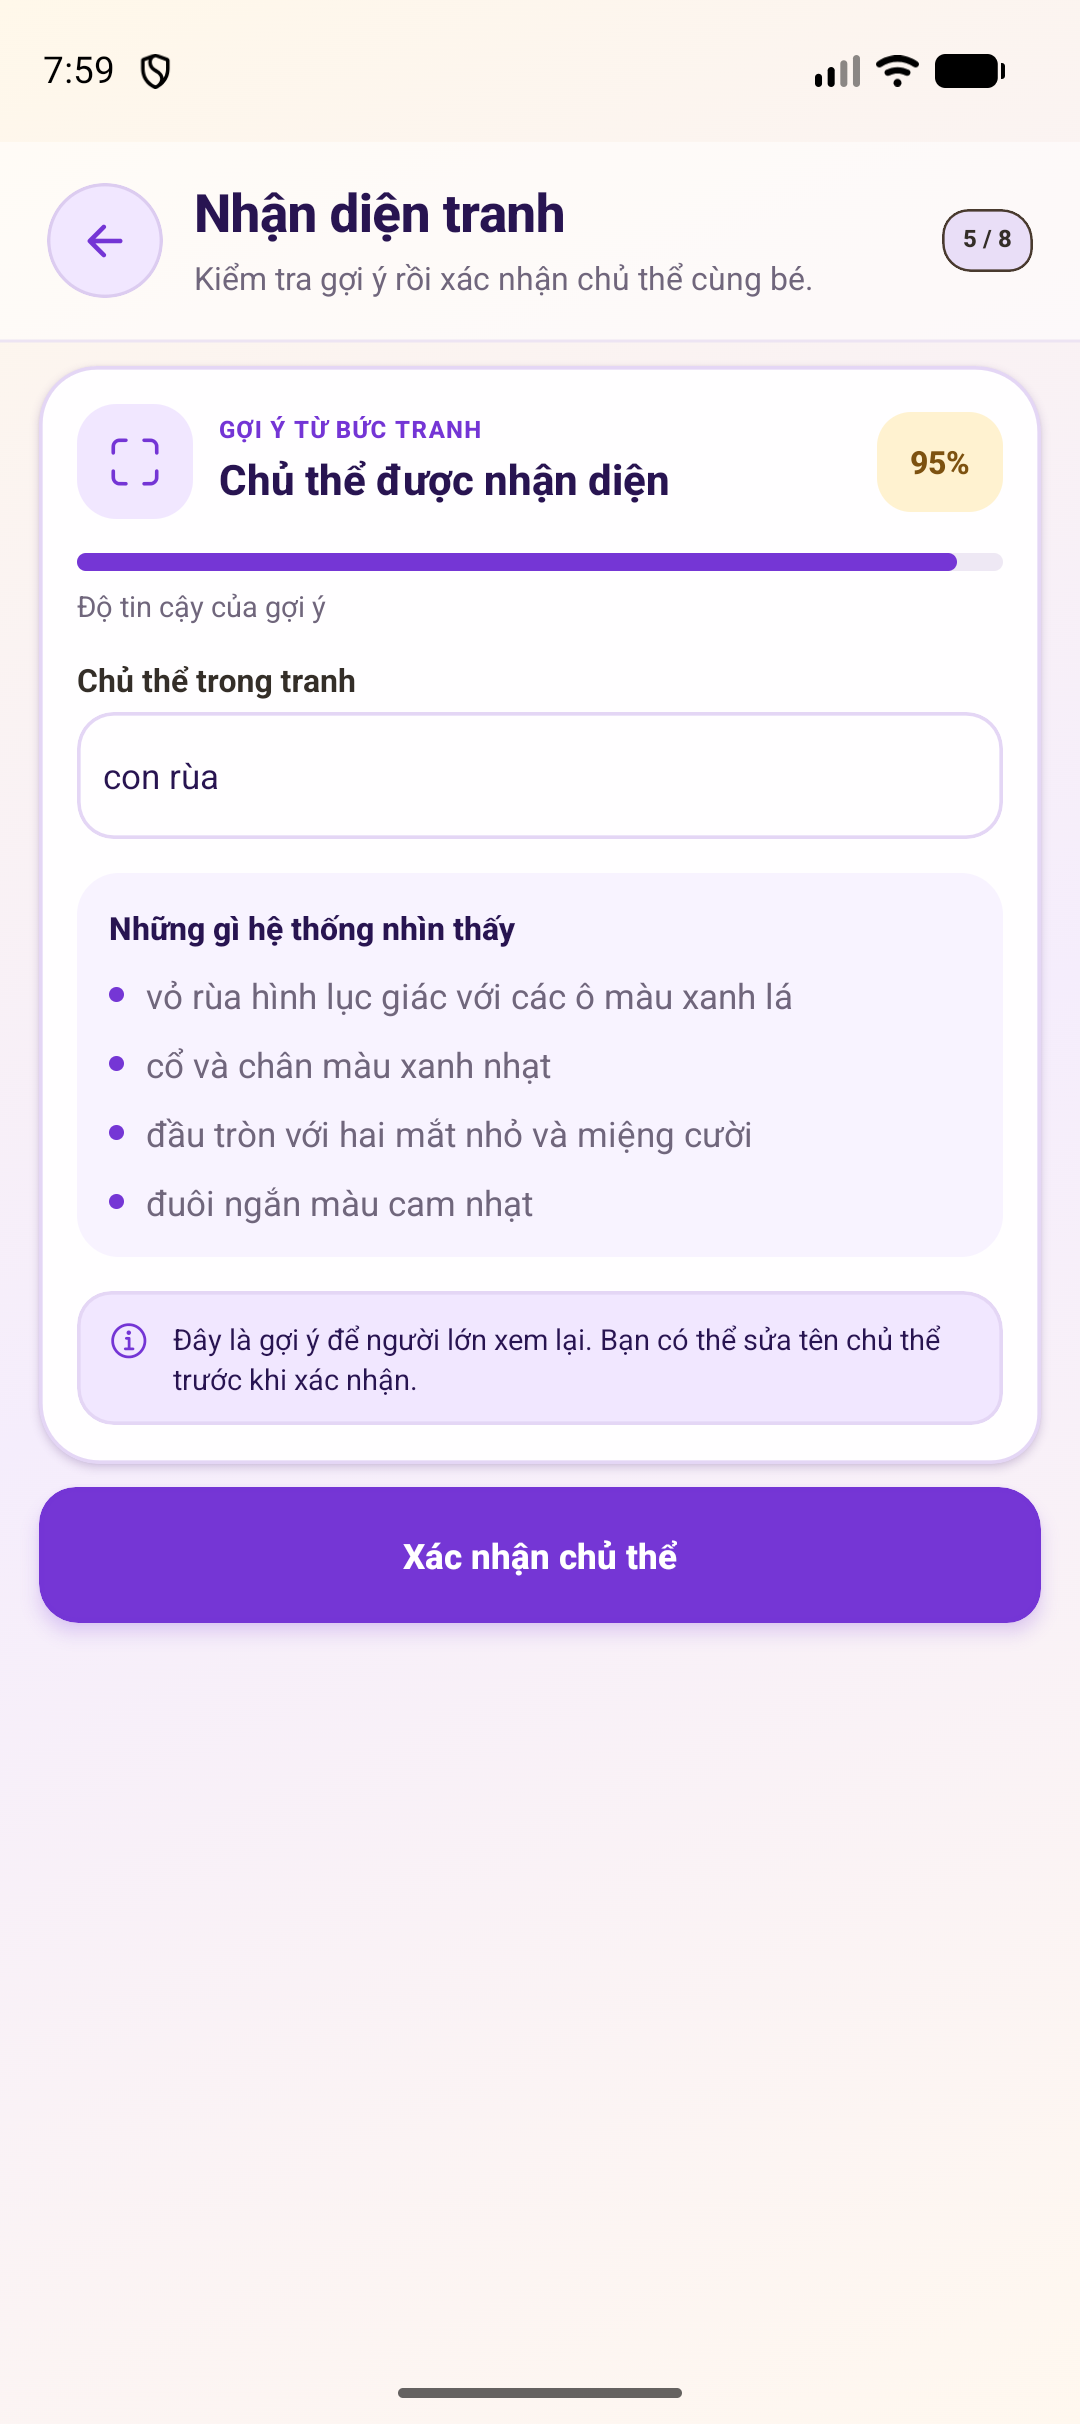 7:59
Nhận diện tranh
Kiểm tra gợi ý rồi xác nhận chủ thể cùng bé.
5 / 8
GỢI Ý TỪ BỨC TRANH
Chủ thể được nhận diện
95%
Độ tin cậy của gợi ý
Chủ thể trong tranh
con rùa
Những gì hệ thống nhìn thấy
vỏ rùa hình lục giác với các ô màu xanh lá
cổ và chân màu xanh nhạt
đầu tròn với hai mắt nhỏ và miệng cười
đuôi ngắn màu cam nhạt
Đây là gợi ý để người lớn xem lại. Bạn có thể sửa tên chủ thể
trước khi xác nhận.
Xác nhận chủ thể